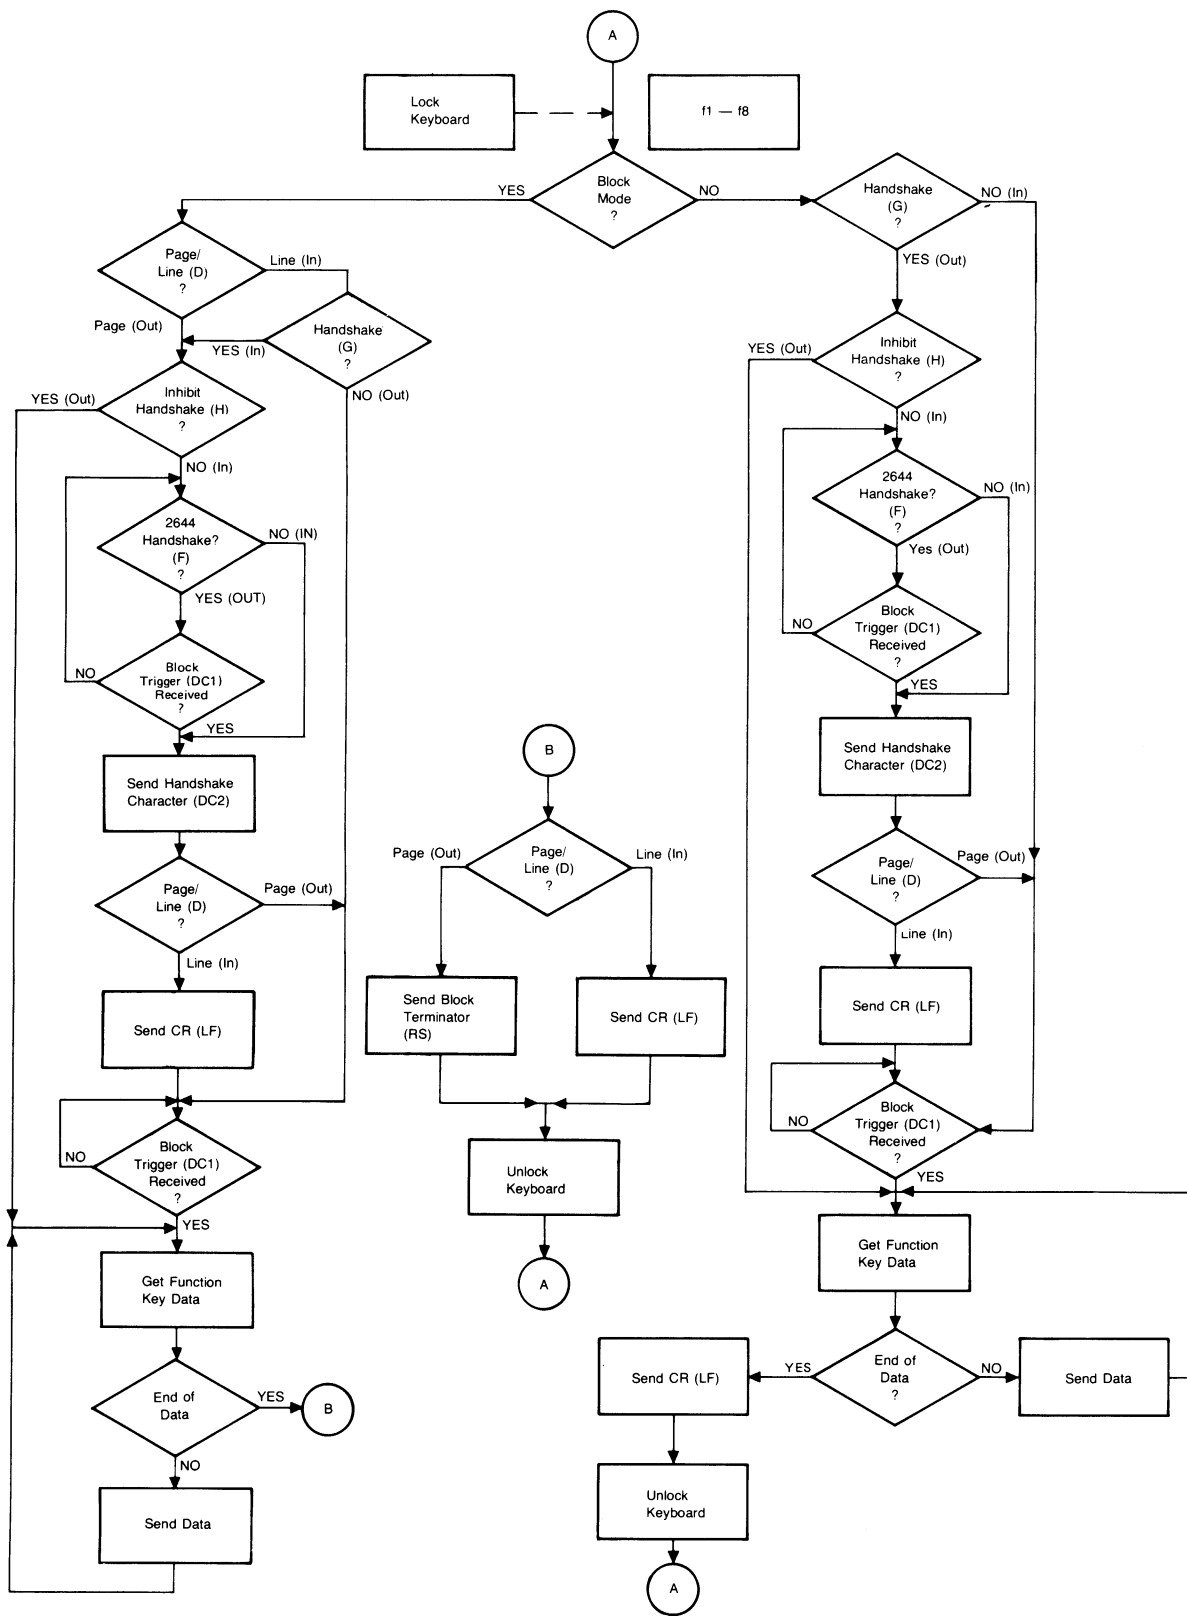 A
Lock
Keyboard
f1 — f8
Block
Mode
?
YES
NO
Handshake
(G)
?
NO (In)
YES (Out)
Page/
Line (D)
?
Line (In)
Page (Out)
Handshake
(G)
?
YES (In)
NO (Out)
Inhibit
Handshake (H)
?
YES (Out)
NO (In)
2644
Handshake?
(F)
?
NO (IN)
YES (OUT)
Block
Trigger (DC1)
Received
?
NO
YES
Send Handshake
Character (DC2)
Page/
Line (D)
?
Page (Out)
Line (In)
Send CR (LF)
Block
Trigger (DC1)
Received
?
NO
YES
Get Function
Key Data
End of
Data
YES
B
NO
Send Data
B
Page/
Line (D)
?
Page (Out)
Line (In)
Send Block
Terminator
(RS)
Send CR (LF)
Unlock
Keyboard
A
Inhibit
Handshake (H)
?
YES (Out)
NO (In)
2644
Handshake?
(F)
?
NO (In)
Yes (Out)
Block
Trigger (DC1)
Received
?
NO
YES
Send Handshake
Character (DC2)
Page/
Line (D)
?
Page (Out)
Line (In)
Send CR (LF)
Block
Trigger (DC1)
Received
?
NO
YES
Get Function
Key Data
End of
Data
?
YES
NO
Send Data
Send CR (LF)
Unlock
Keyboard
A